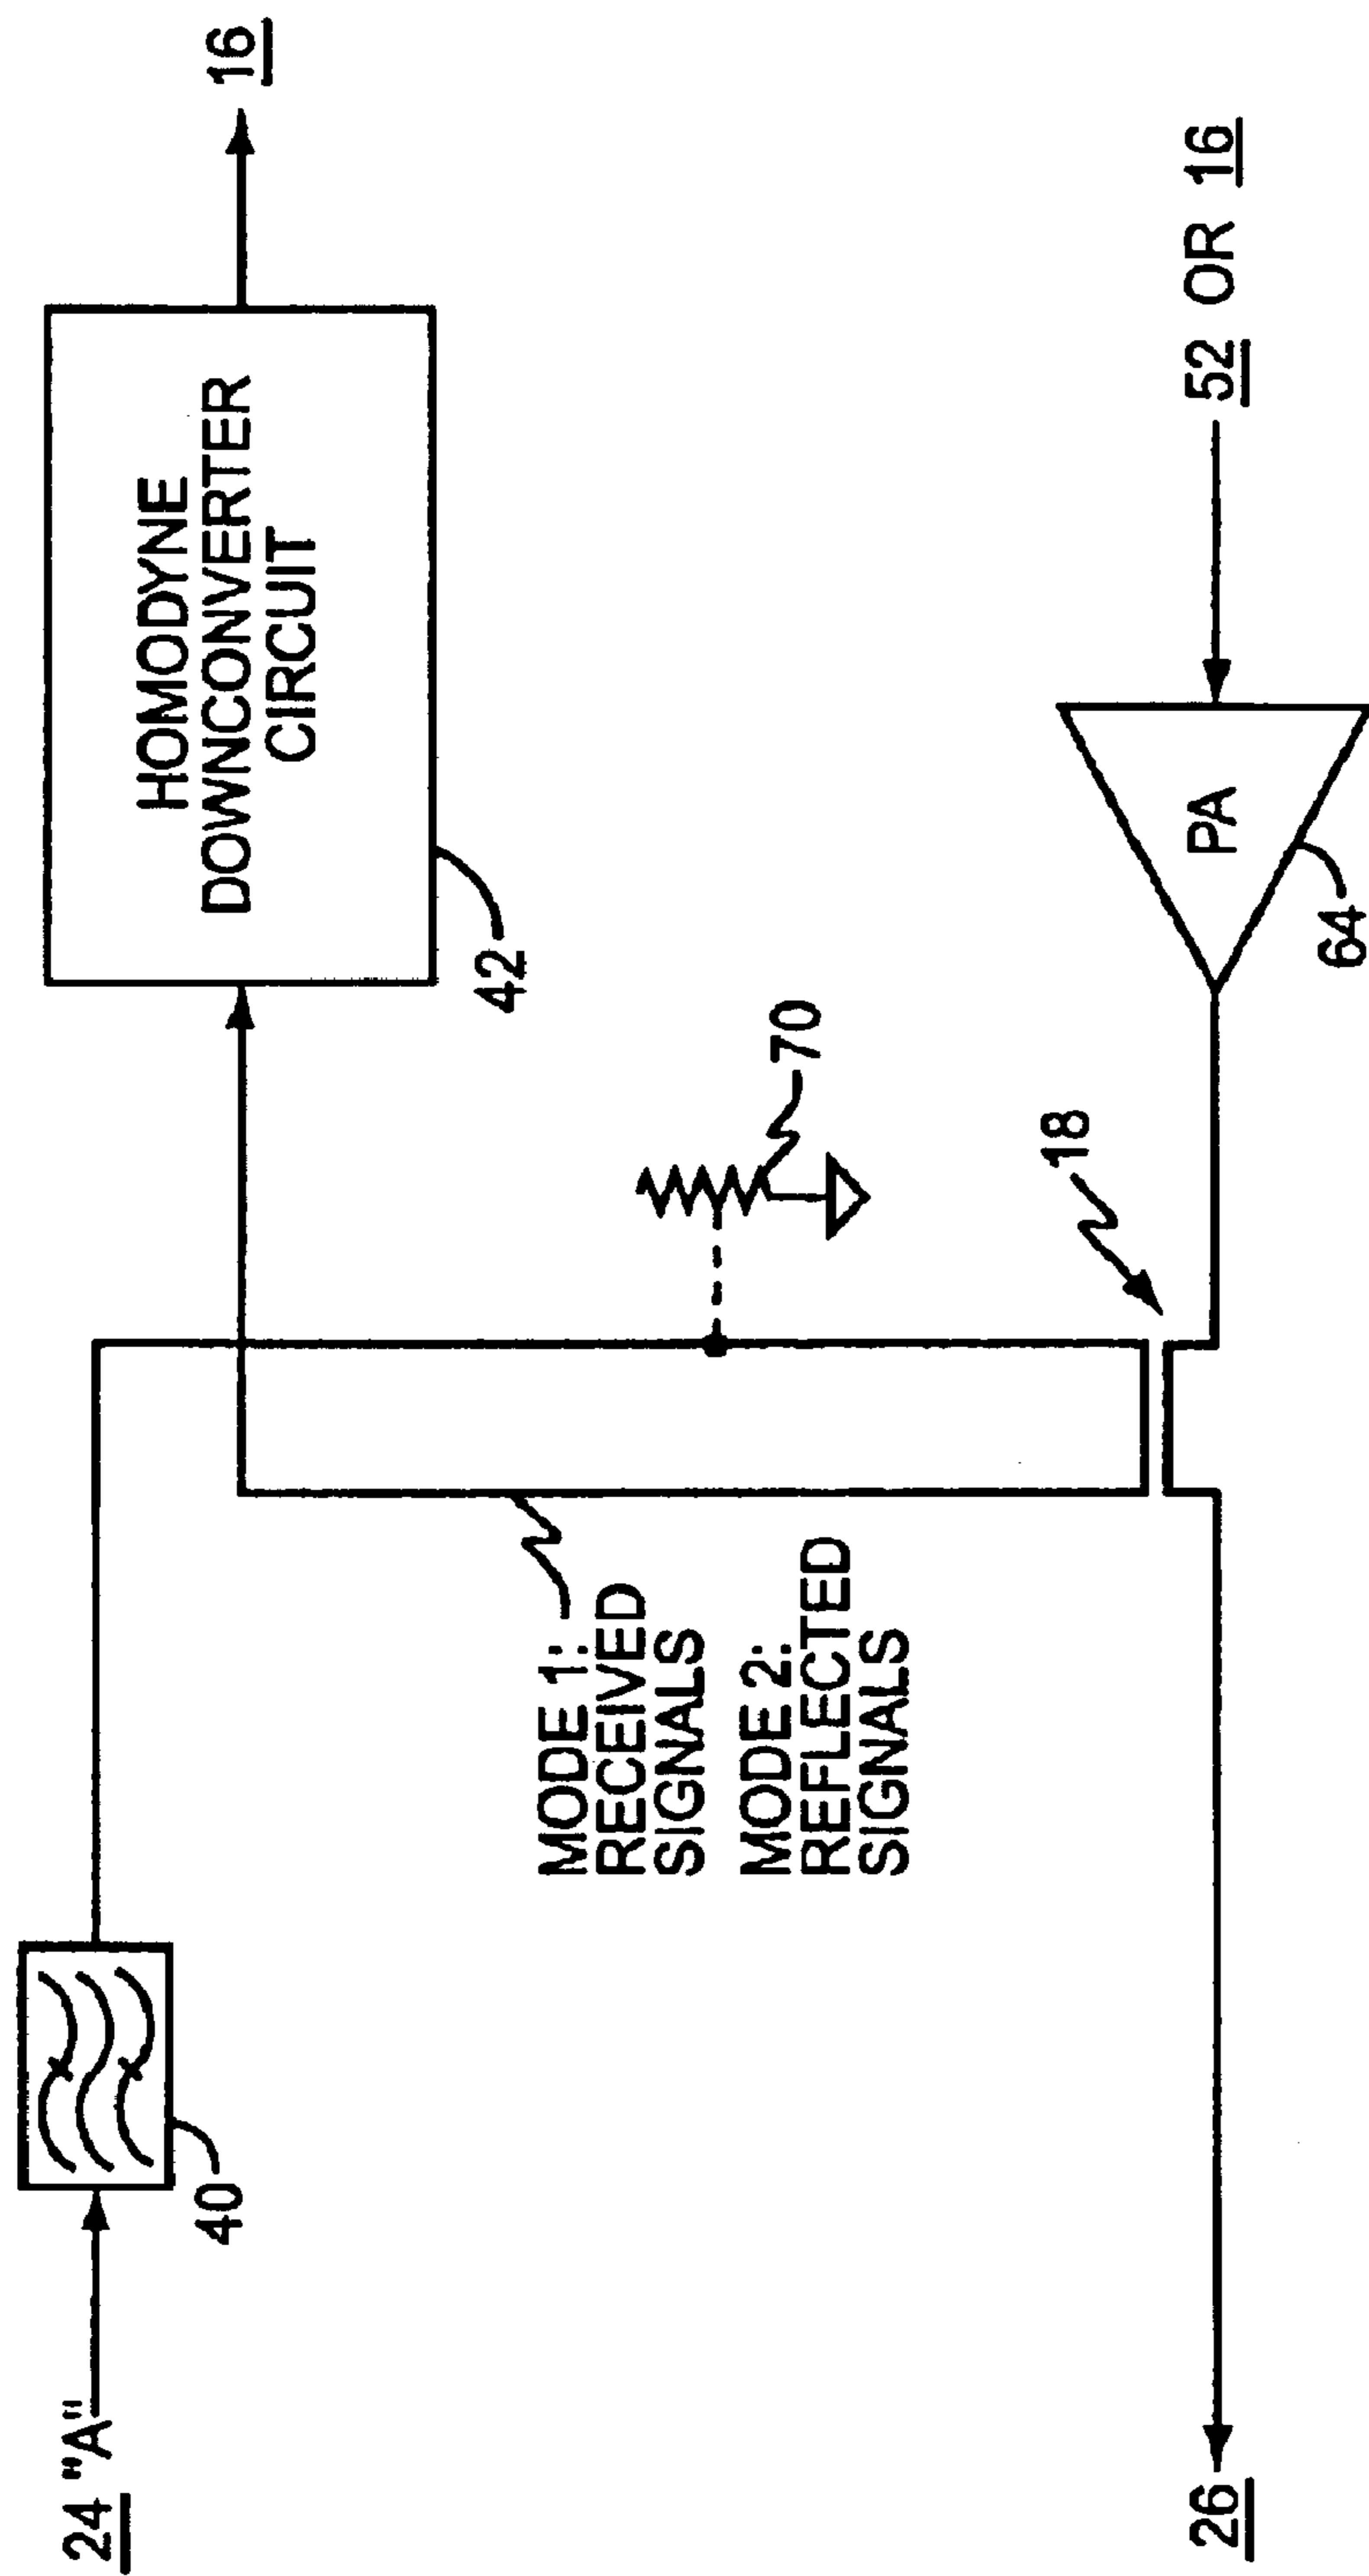 24 "A"
40
HOMODYNE
DOWNCONVERTER
CIRCUIT
42
16
MODE 1:
RECEIVED
SIGNALS
MODE 2:
REFLECTED
SIGNALS
70
18
26
PA
64
52 OR 16